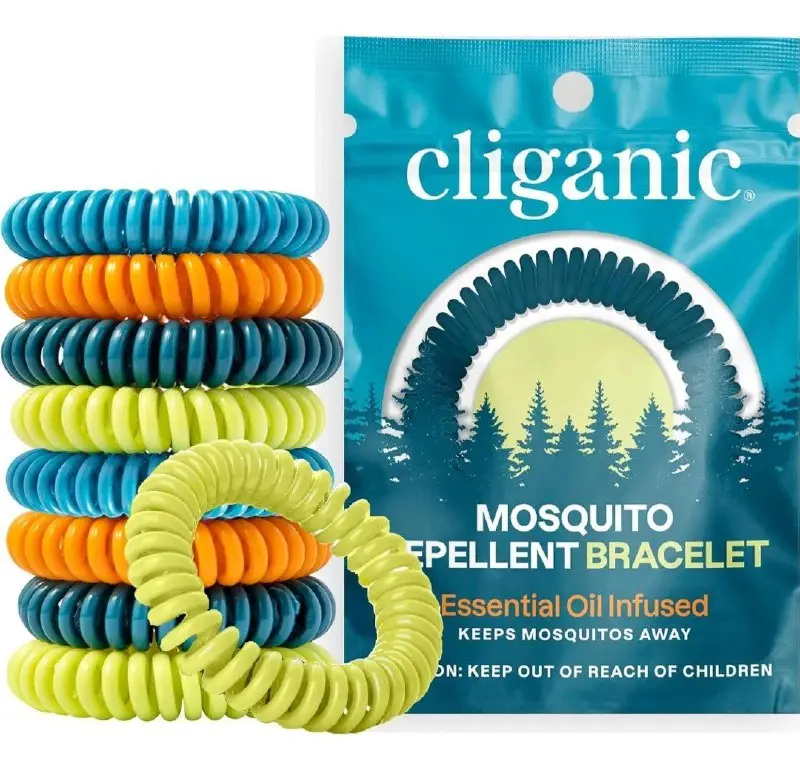 cliganic®
MOSQUITO
EPELLENT BRACELET
Essential Oil Infused
KEEPS MOSQUITOS AWAY
ON: KEEP OUT OF REACH OF CHILDREN